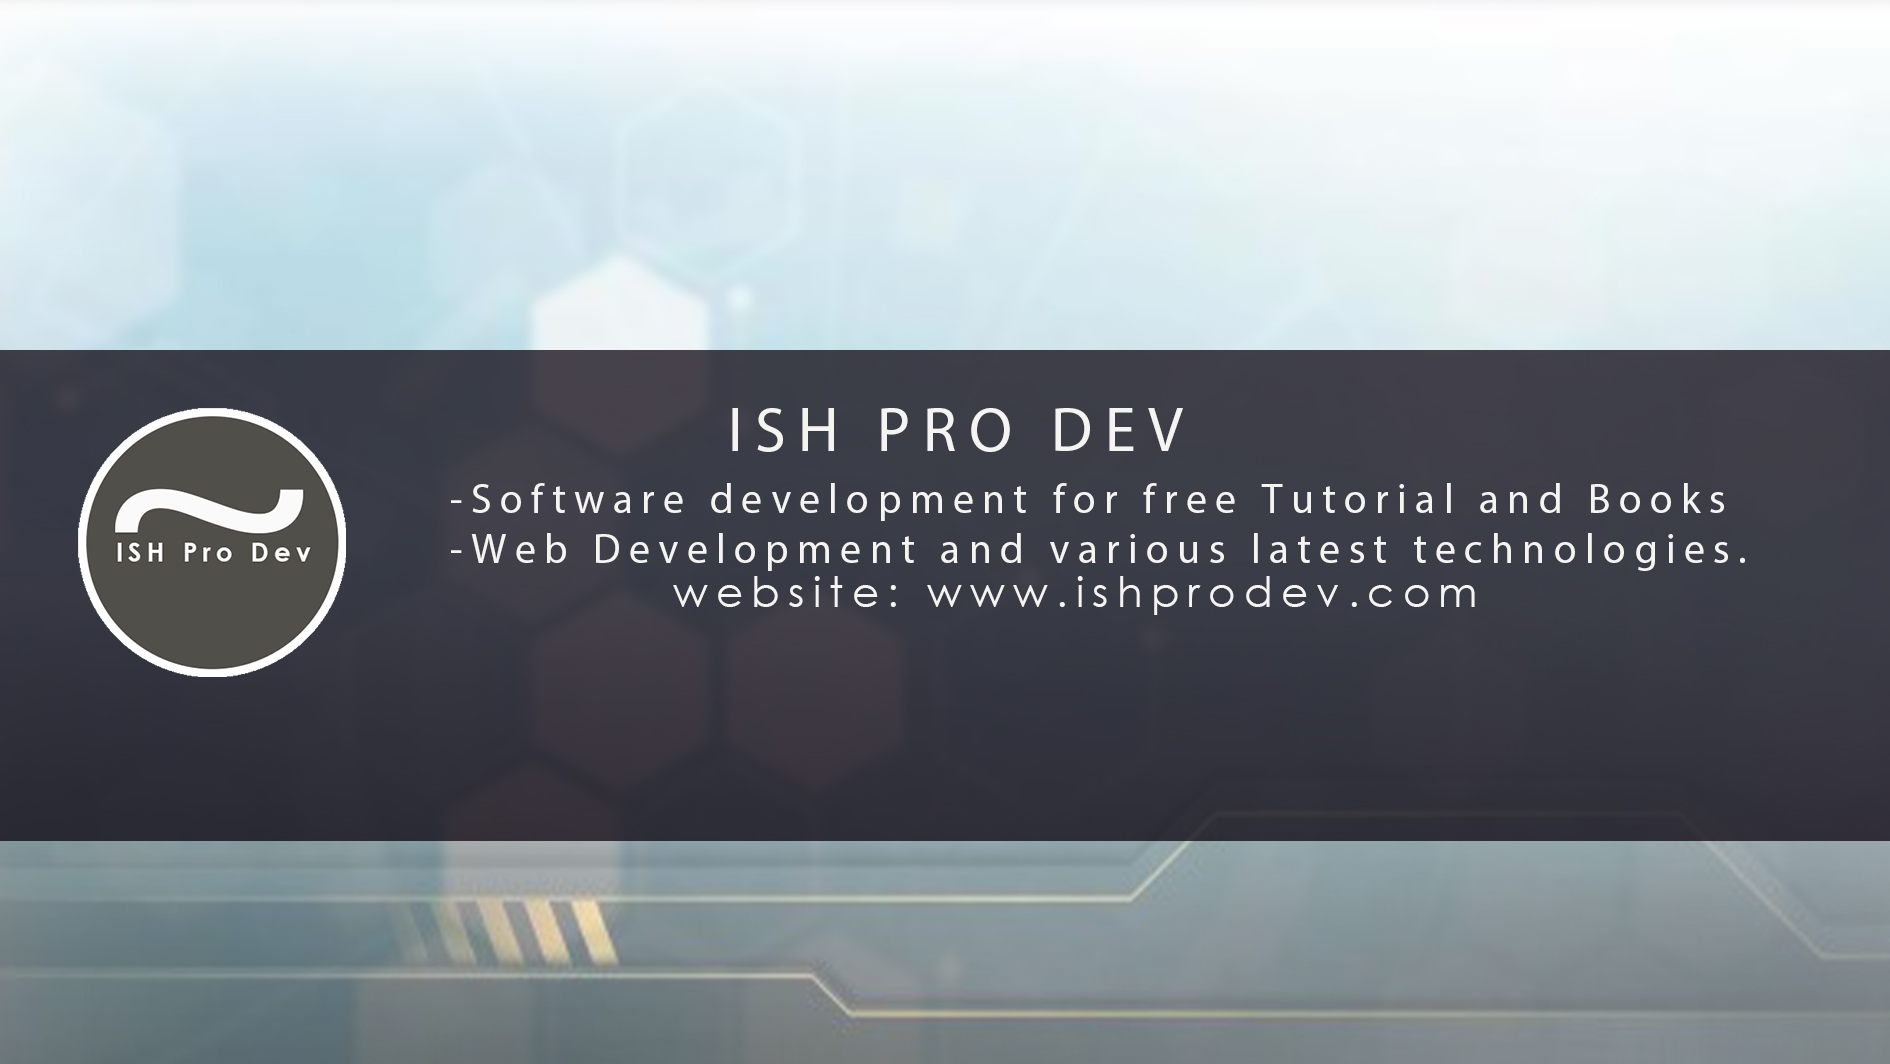 ISH PRO DEV
-Software development for free Tutorial and Books
-Web Development and various latest technologies.
website: www.ishprodev.com
ISH Pro Dev